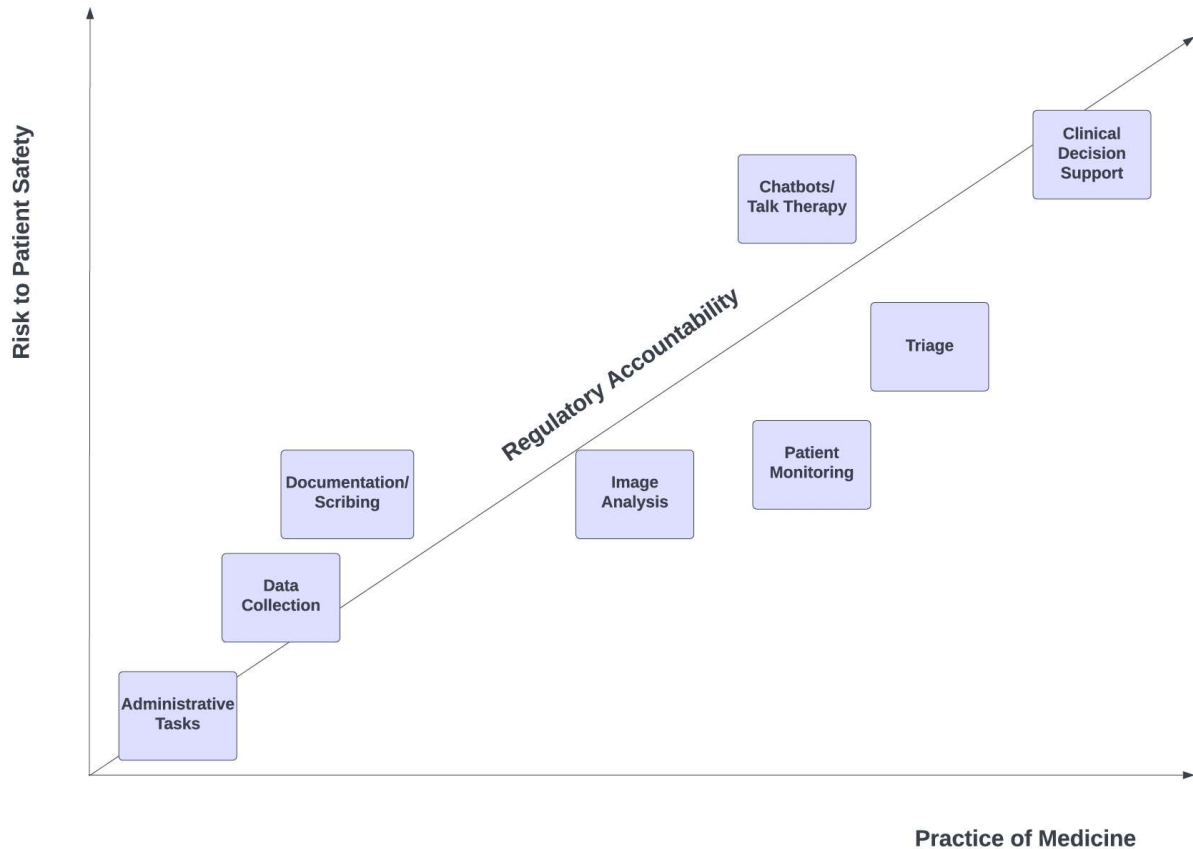 Risk to Patient Safety
Clinical
Decision
Support
Chatbots/
Talk Therapy
Regulatory Accountability
Triage
Documentation/
Scribing
Image
Analysis
Patient
Monitoring
Data
Collection
Administrative
Tasks
Practice of Medicine